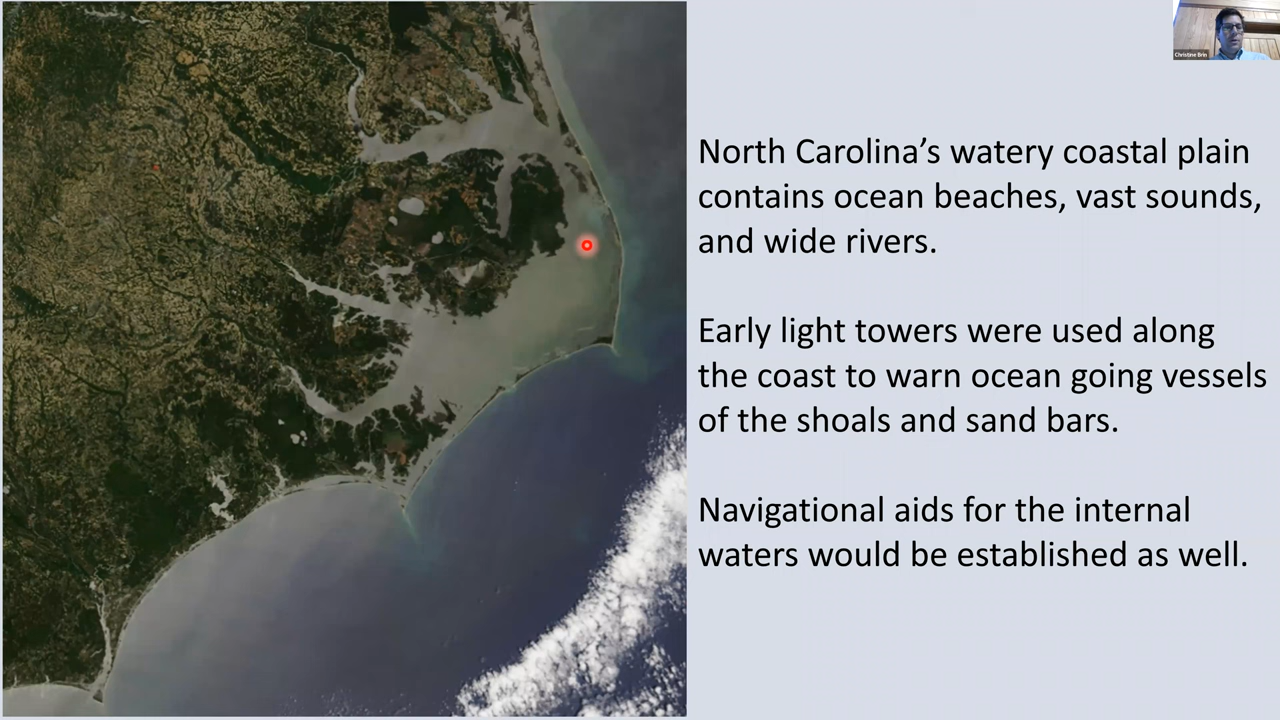 Christine Brin
North Carolina’s watery coastal plain
contains ocean beaches, vast sounds,
and wide rivers.
Early light towers were used along
the coast to warn ocean going vessels
of the shoals and sand bars.
Navigational aids for the internal
waters would be established as well.